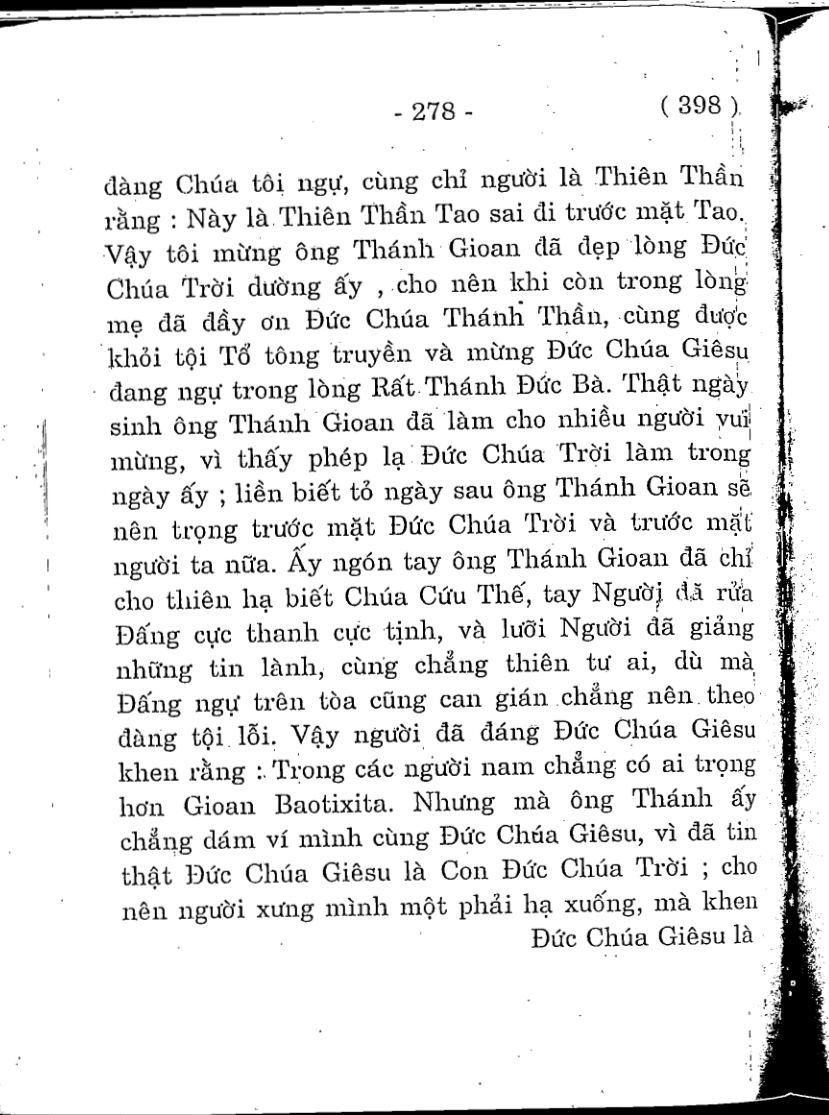 - 278 - ( 398 )
đàng Chúa tôi ngự, cùng chỉ người là Thiên Thần
rằng : Này là Thiên Thần Tao sai đi trước mặt Tao.
Vậy tôi mừng ông Thánh Gioan đã đẹp lòng Đức
Chúa Trời dường ấy , cho nên khi còn trong lòng
mẹ đã đầy ơn Đức Chúa Thánh Thần, cùng được
khỏi tội Tổ tông truyền và mừng Đức Chúa Giêsu
đang ngự trong lòng Rất Thánh Đức Bà. Thật ngày
sinh ông Thánh Gioan đã làm cho nhiều người vui
mừng, vì thấy phép lạ Đức Chúa Trời làm trong
ngày ấy ; liền biết tỏ ngày sau ông Thánh Gioan sẽ
nên trọng trước mặt Đức Chúa Trời và trước mặt
người ta nữa. Ấy ngón tay ông Thánh Gioan đã chỉ
cho thiên hạ biết Chúa Cứu Thế, tay Người đã rửa
Đấng cực thanh cực tịnh, và lưỡi Người đã giảng
những tin lành, cùng chẳng thiên tư ai, dù mà
Đấng ngự trên tòa cũng can gián chẳng nên theo
đàng tội lỗi. Vậy người đã đáng Đức Chúa Giêsu
khen rằng : Trong các người nam chẳng có ai trọng
hơn Gioan Baotixita. Nhưng mà ông Thánh ấy
chẳng dám ví mình cùng Đức Chúa Giêsu, vì đã tin
thật Đức Chúa Giêsu là Con Đức Chúa Trời ; cho
nên người xưng mình một phải hạ xuống, mà khen
Đức Chúa Giêsu là